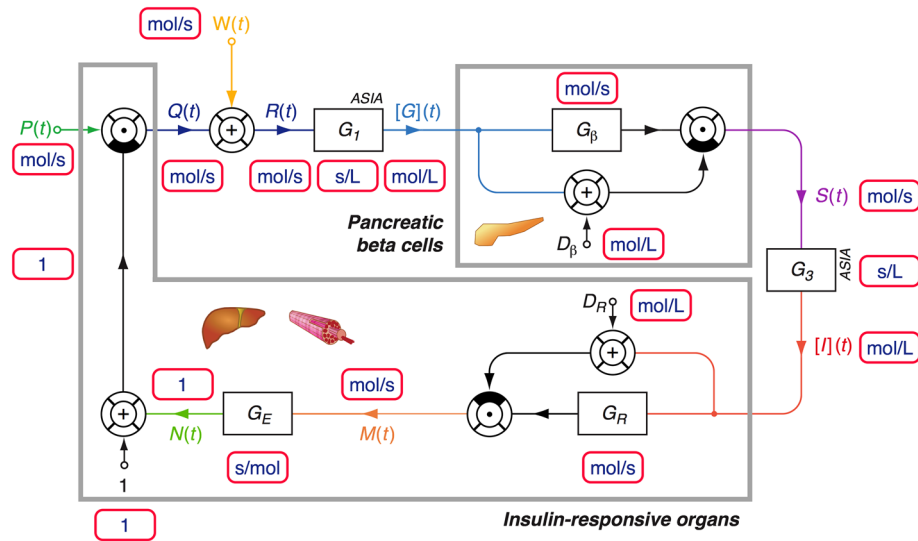 mol/s
W(t)
P(t)
mol/s
Q(t)
mol/s
R(t)
mol/s
ASIA
G1
s/L
[G](t)
mol/L
mol/s
Gβ
Pancreatic
beta cells
Dβ
mol/L
S(t)
mol/s
G3
ASIA
s/L
[I](t)
mol/L
1
DR
mol/L
1
N(t)
GE
s/mol
mol/s
M(t)
GR
mol/s
1
1
Insulin-responsive organs